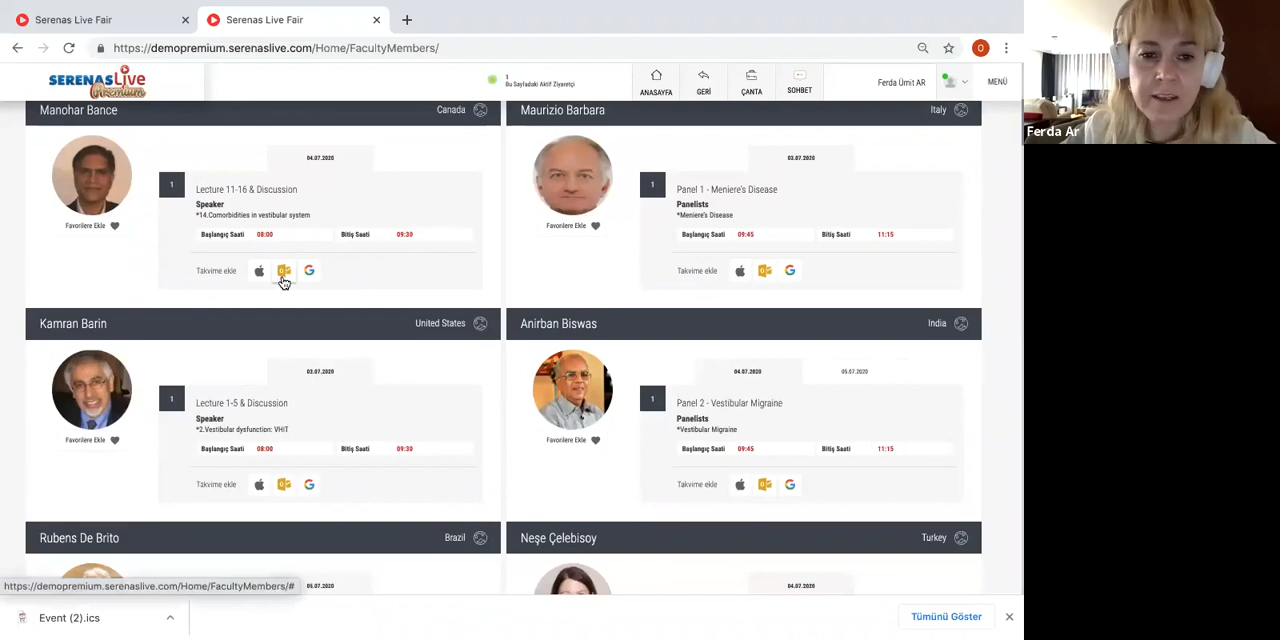 Serenas Live Fair
Serenas Live Fair
https://demopremium.serenaslive.com/Home/FacultyMembers/
O
SERENASLive
Premium
1
Bu Sayfadaki Aktif Ziyaretçi
ANASAYFA
GERİ
ÇANTA
SOHBET
Ferda Ümit AR
MENÜ
Ferda Ar
Manohar Bance
Canada
04.07.2020
1
Lecture 11-16 & Discussion
Speaker
*14.Comorbidities in vestibular system
Favorilere Ekle
Başlangıç Saati 08:00 Bitiş Saati 09:30
Takvime ekle
Maurizio Barbara
Italy
03.07.2020
1
Panel 1 - Meniere's Disease
Panelists
*Meniere's Disease
Favorilere Ekle
Başlangıç Saati 09:45 Bitiş Saati 11:15
Takvime ekle
Kamran Barin
United States
03.07.2020
1
Lecture 1-5 & Discussion
Speaker
*2.Vestibular dysfunction: VHIT
Favorilere Ekle
Başlangıç Saati 08:00 Bitiş Saati 09:30
Takvime ekle
Anirban Biswas
India
04.07.2020 05.07.2020
1
Panel 2 - Vestibular Migraine
Panelists
*Vestibular Migraine
Favorilere Ekle
Başlangıç Saati 09:45 Bitiş Saati 11:15
Takvime ekle
Rubens De Brito
Brazil
05.07.2020
Neşe Çelebisoy
Turkey
04.07.2020
https://demopremium.serenaslive.com/Home/FacultyMembers/#
Event (2).ics
Tümünü Göster